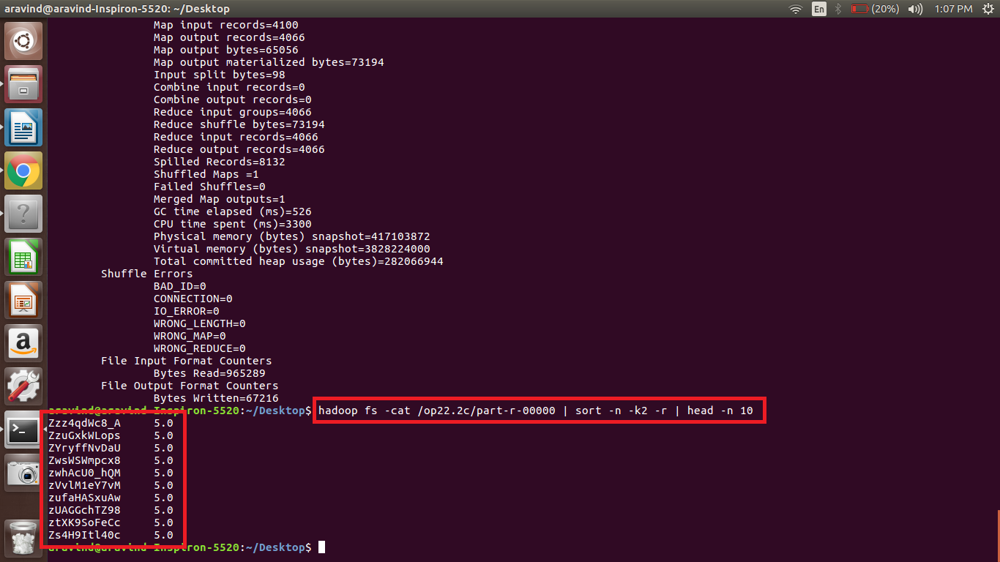 aravind@aravind-Inspiron-5520: ~/Desktop
En (20%) 1:07 PM
Map input records=4100
Map output records=4066
Map output bytes=65056
Map output materialized bytes=73194
Input split bytes=98
Combine input records=0
Combine output records=0
Reduce input groups=4066
Reduce shuffle bytes=73194
Reduce input records=4066
Reduce output records=4066
Spilled Records=8132
Shuffled Maps =1
Failed Shuffles=0
Merged Map outputs=1
GC time elapsed (ms)=526
CPU time spent (ms)=3300
Physical memory (bytes) snapshot=417103872
Virtual memory (bytes) snapshot=3828224000
Total committed heap usage (bytes)=282066944
Shuffle Errors
BAD_ID=0
CONNECTION=0
IO_ERROR=0
WRONG_LENGTH=0
WRONG_MAP=0
WRONG_REDUCE=0
File Input Format Counters
Bytes Read=965289
File Output Format Counters
Bytes Written=67216
aravind@aravind-Inspiron-5520:~/Desktop$ hadoop fs -cat /op22.2c/part-r-00000 | sort -n -k2 -r | head -n 10
Zzz4qdWc8_A 5.0
ZzuGxkWLops 5.0
ZYryffNvDaU 5.0
ZwsWSWmpcx8 5.0
zwhAcU0_hQM 5.0
zVvlM1eY7vM 5.0
zufaHASxuAw 5.0
zUAGGchTZ98 5.0
ztXK9SoFeCc 5.0
Zs4H9Itl40c 5.0
aravind@aravind-Inspiron-5520:~/Desktop$